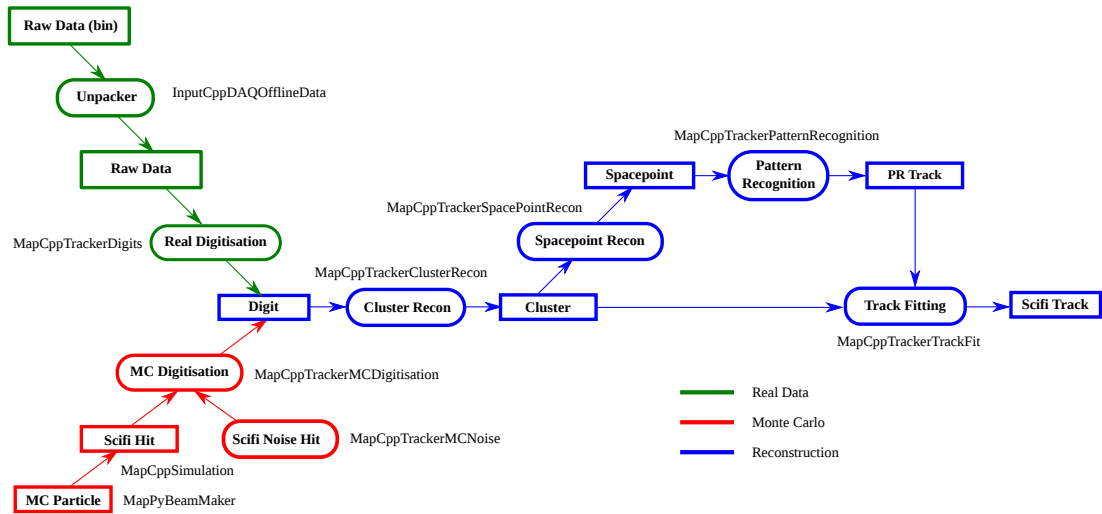 Raw Data (bin)
Unpacker
InputCppDAQOfflineData
Raw Data
MapCppTrackerDigits
Real Digitisation
Digit
MapCppTrackerClusterRecon
Cluster Recon
Cluster
MapCppTrackerSpacePointRecon
Spacepoint Recon
Spacepoint
MapCppTrackerPatternRecognition
Pattern
Recognition
PR Track
Track Fitting
MapCppTrackerTrackFit
Scifi Track
MC Digitisation
MapCppTrackerMCDigitisation
Scifi Hit
Scifi Noise Hit
MapCppTrackerMCNoise
MapCppSimulation
MC Particle
MapPyBeamMaker
Real Data
Monte Carlo
Reconstruction